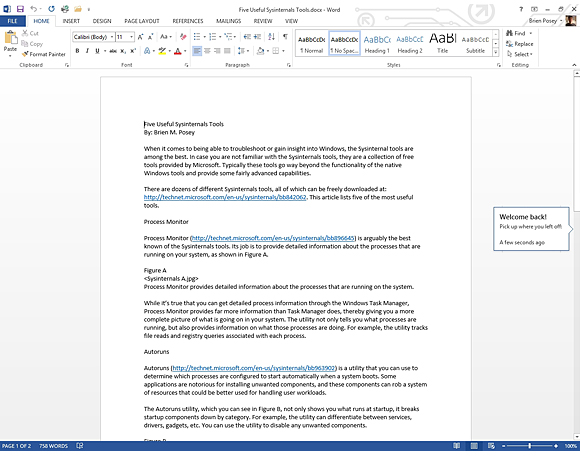 Five Useful Sysinternals Tools.docx - Word
FILE HOME INSERT DESIGN PAGE LAYOUT REFERENCES MAILINGS REVIEW VIEW Brien Posey
Paste
Cut
Copy
Format Painter
Calibri (Body) 11
AaBbCcDc AaBbCcDc AaBbCc AaBbCc AaBl AaBbCcC
¶ Normal ¶ No Spac... Heading 1 Heading 2 Title Subtitle
Find
Replace
Select
Clipboard Font Paragraph Styles Editing
Five Useful Sysinternals Tools
By: Brien M. Posey
When it comes to being able to troubleshoot or gain insight into Windows, the Sysinternal tools are
among the best. In case you are not familiar with the Sysinternals tools, they are a collection of free
tools provided by Microsoft. Typically these tools go way beyond the functionality of the native
Windows tools and provide some fairly advanced capabilities.
There are dozens of different Sysinternals tools, all of which can be freely downloaded at:
http://technet.microsoft.com/en-us/sysinternals/bb842062. This article lists five of the most useful
tools.
Process Monitor
Process Monitor (http://technet.microsoft.com/en-us/sysinternals/bb896645) is arguably the best
known of the Sysinternals tools. Its job is to provide detailed information about the processes that are
running on your system, as shown in Figure A.
Figure A
<Sysinternals A.jpg>
Process Monitor provides detailed information about the processes that are running on the system.
While it's true that you can get detailed process information through the Windows Task Manager,
Process Monitor provides far more information than Task Manager does, thereby giving you a more
complete picture of what is going on in your system. The utility not only tells you what processes are
running, but also provides information on what those processes are doing. For example, the utility tracks
file reads and registry queries associated with each process.
Autoruns
Autoruns (http://technet.microsoft.com/en-us/sysinternals/bb963902) is a utility that you can use to
determine which processes are configured to start automatically when a system boots. Some
applications are notorious for installing unwanted components, and these components can rob a system
of resources that could be better used for handling user workloads.
The Autoruns utility, which you can see in Figure B, not only shows you what runs at startup, it breaks
startup components down by category. For example, the utility can differentiate between services,
drivers, gadgets, etc. You can use the utility to disable any unwanted components.
Welcome back!
Pick up where you left off:
A few seconds ago
PAGE 1 OF 2 758 WORDS 100%